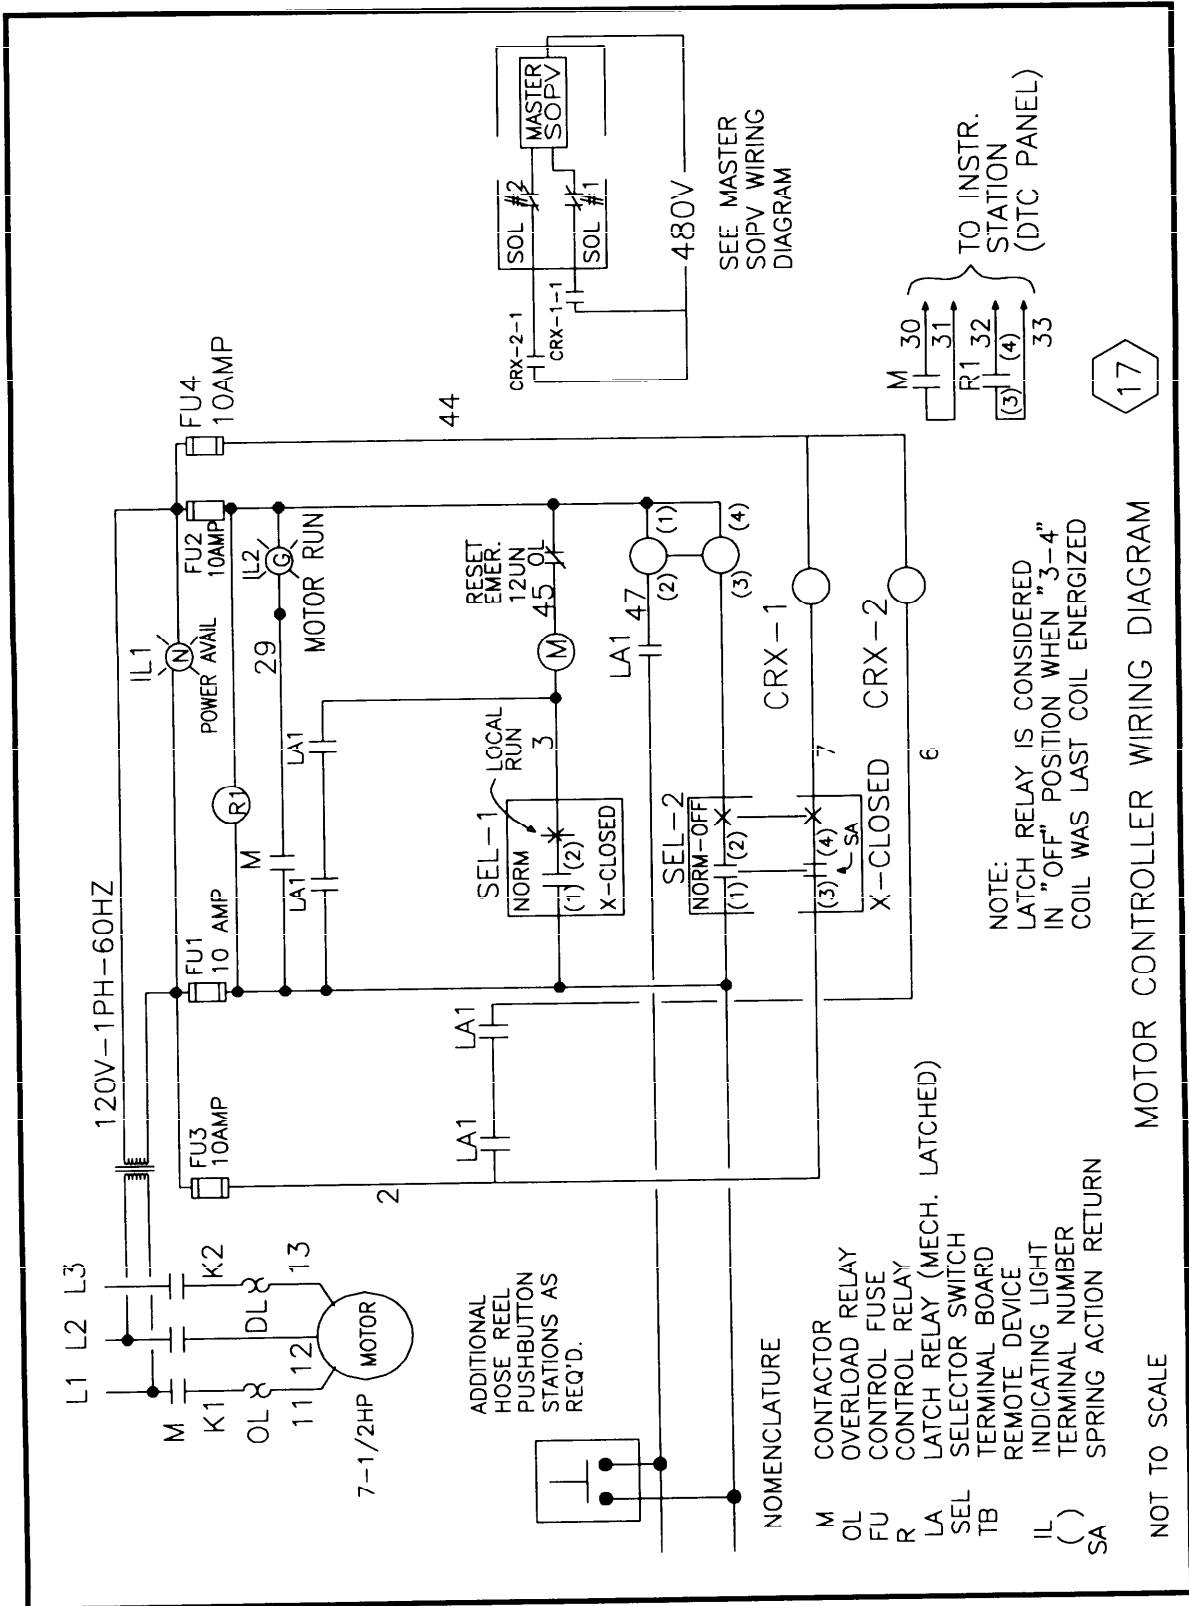 L1 L2 L3
120V-1PH-60HZ
M
K1
K2
OL
DL
11
12
13
MOTOR
7-1/2HP
FU3
10AMP
FU1
10 AMP
IL1
N
POWER AVAIL
FU2
10AMP
FU4
10AMP
R1
IL2
G
MOTOR RUN
29
M
LA1
LA1
2
44
LA1
LA1
SEL-1
NORM
(1) (2)
X-CLOSED
LOCAL
RUN
3
M
45
RESET
EMER.
12UN
OL
LA1
47
(2)
(1)
(3)
(4)
SEL-2
NORM-OFF
(1)
(2)
(3)
(4)
SA
X-CLOSED
CRX-1
7
CRX-2
6
CRX-2-1
CRX-1-1
SOL #2
SOL #1
MASTER
SOPV
480V
SEE MASTER
SOPV WIRING
DIAGRAM
M
30
31
R1
32
(3)
(4)
33
TO INSTR.
STATION
(DTC PANEL)
17
ADDITIONAL
HOSE REEL
PUSHBUTTON
STATIONS AS
REQ'D.
NOMENCLATURE
M CONTACTOR
OL OVERLOAD RELAY
FU CONTROL FUSE
R CONTROL RELAY
LA LATCH RELAY (MECH. LATCHED)
SEL SELECTOR SWITCH
TB TERMINAL BOARD
REMOTE DEVICE
IL INDICATING LIGHT
( ) TERMINAL NUMBER
SA SPRING ACTION RETURN
NOTE:
LATCH RELAY IS CONSIDERED
IN "OFF" POSITION WHEN "3-4"
COIL WAS LAST COIL ENERGIZED
NOT TO SCALE
MOTOR CONTROLLER WIRING DIAGRAM